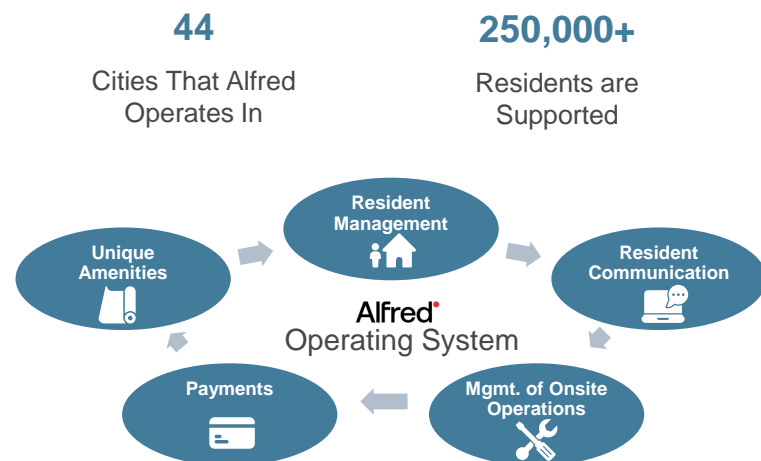 44
250,000+
Cities That Alfred
Operates In
Residents are
Supported
Resident
Management
Unique
Amenities
Resident
Communication
Alfred
Operating System
Payments
Mgmt. of Onsite
Operations